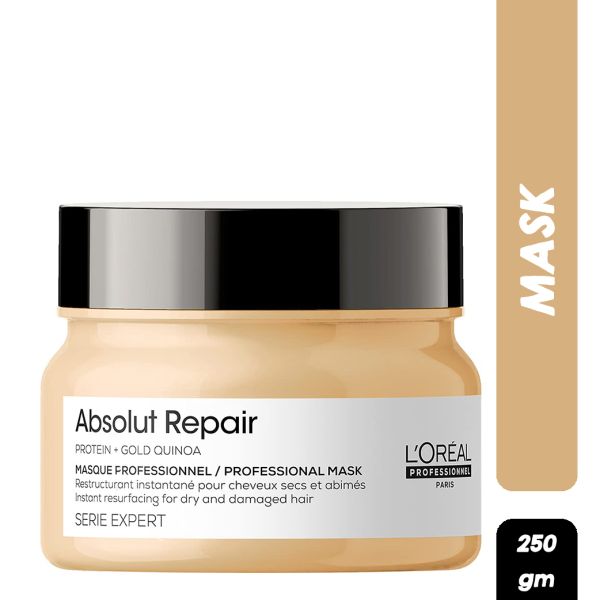 MASK
Absolut Repair
PROTEIN + GOLD QUINOA
MASQUE PROFESSIONNEL / PROFESSIONAL MASK
Restructurant instantané pour cheveux secs et abîmés
Instant resurfacing for dry and damaged hair
SERIE EXPERT
L'ORÉAL
PROFESSIONNEL
PARIS
250
gm